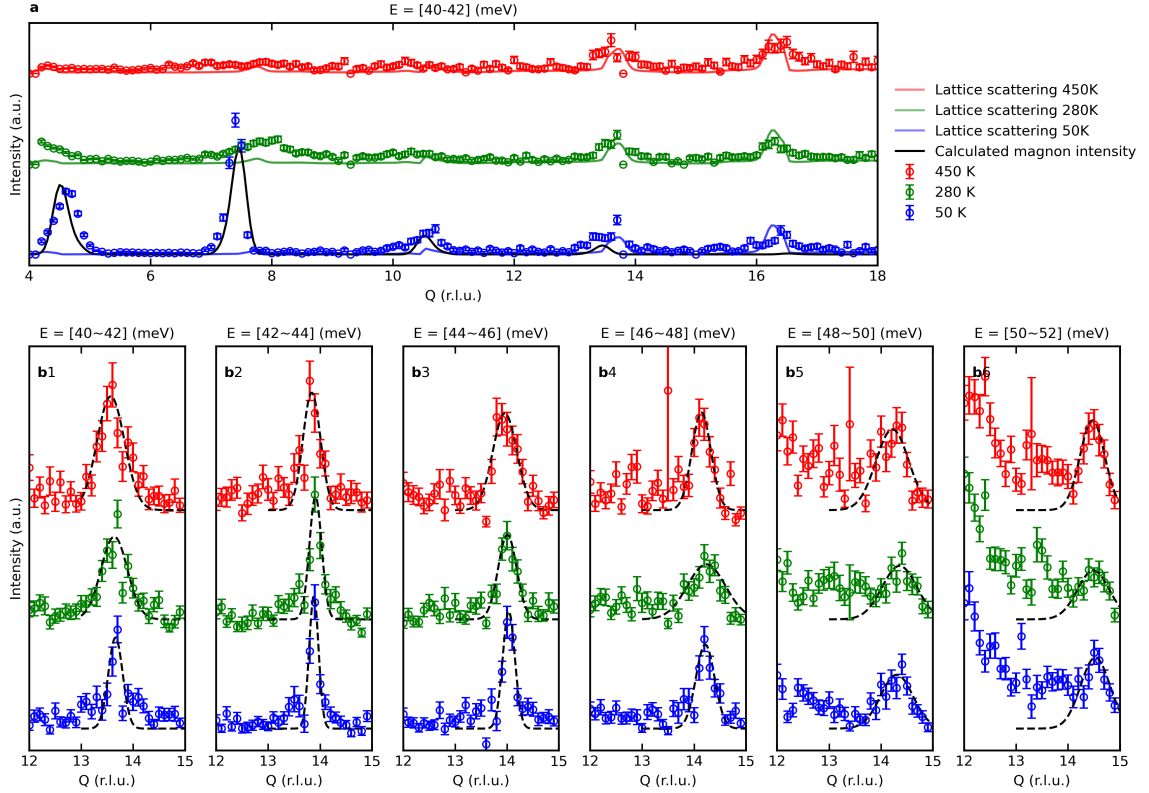 a
E = [40-42] (meV)
Intensity (a.u.)
4 6 8 10 12 14 16 18
Q (r.l.u.)
Lattice scattering 450K
Lattice scattering 280K
Lattice scattering 50K
Calculated magnon intensity
450 K
280 K
50 K
E = [40~42] (meV) E = [42~44] (meV) E = [44~46] (meV) E = [46~48] (meV) E = [48~50] (meV) E = [50~52] (meV)
b1 b2 b3 b4 b5 b6
Intensity (a.u.)
12 13 14 15 12 13 14 15 12 13 14 15 12 13 14 15 12 13 14 15 12 13 14 15
Q (r.l.u.) Q (r.l.u.) Q (r.l.u.) Q (r.l.u.) Q (r.l.u.) Q (r.l.u.)